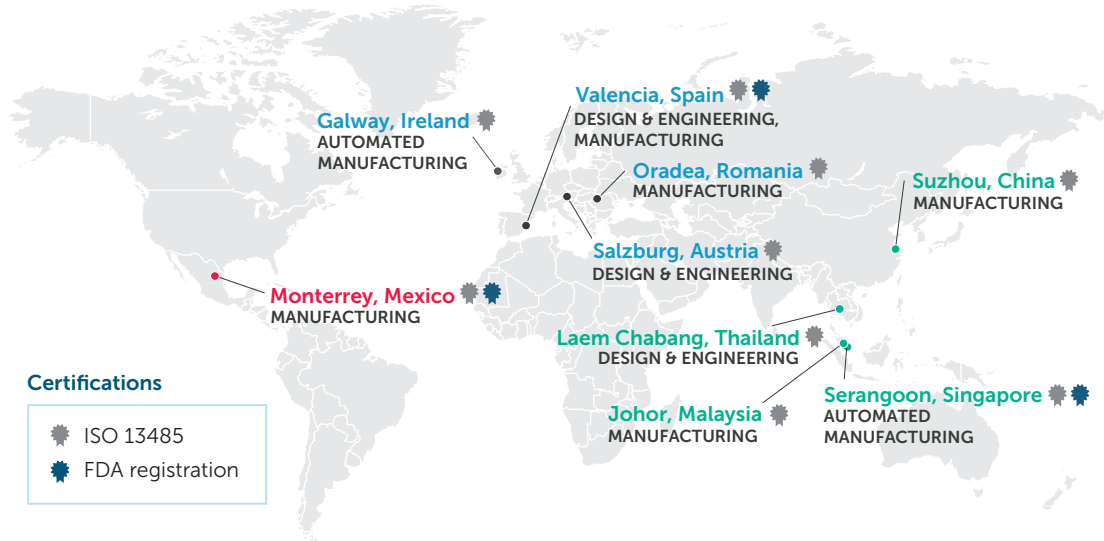 Valencia, Spain
DESIGN & ENGINEERING,
MANUFACTURING
Galway, Ireland
AUTOMATED
MANUFACTURING
Oradea, Romania
MANUFACTURING
Suzhou, China
MANUFACTURING
Salzburg, Austria
DESIGN & ENGINEERING
Monterrey, Mexico
MANUFACTURING
Laem Chabang, Thailand
DESIGN & ENGINEERING
Johor, Malaysia
MANUFACTURING
Serangoon, Singapore
AUTOMATED
MANUFACTURING
Certifications
ISO 13485
FDA registration